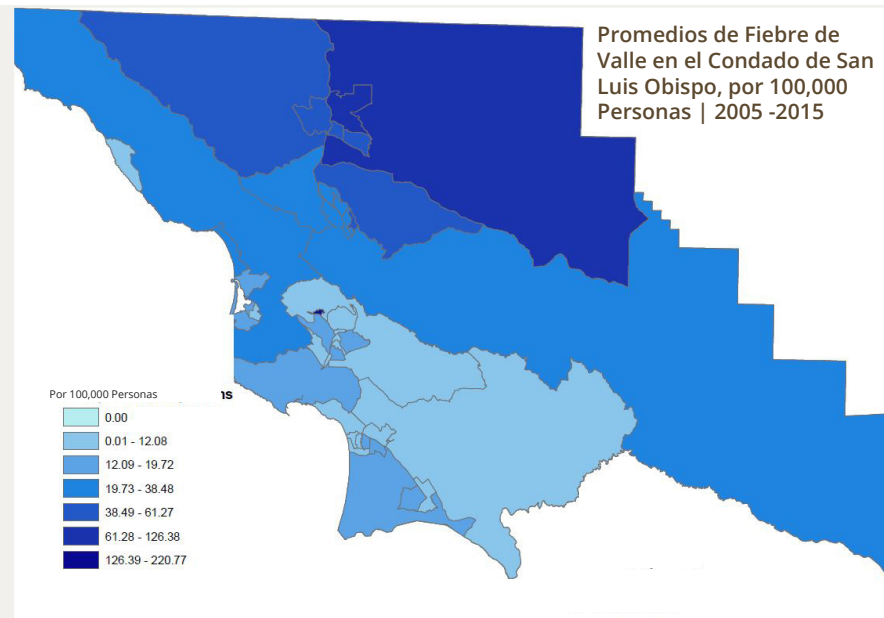 Promedios de Fiebre de
Valle en el Condado de San
Luis Obispo, por 100,000
Personas | 2005 -2015
Por 100,000 Personas
0.00
0.01 - 12.08
12.09 - 19.72
19.73 - 38.48
38.49 - 61.27
61.28 - 126.38
126.39 - 220.77